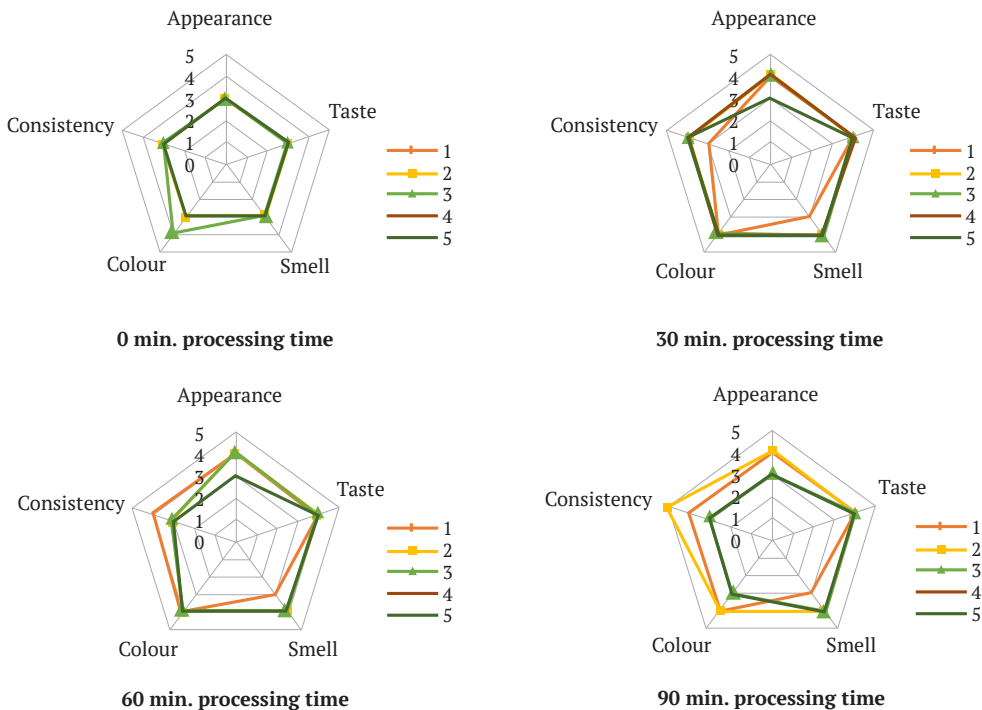 Appearance
5
4
3
2
1
0
Taste
Consistency
Colour
Smell
1
2
3
4
5
0 min. processing time
Appearance
5
4
3
2
1
0
Taste
Consistency
Colour
Smell
1
2
3
4
5
30 min. processing time
Appearance
5
4
3
2
1
0
Taste
Consistency
Colour
Smell
1
2
3
4
5
60 min. processing time
Appearance
5
4
3
2
1
0
Taste
Consistency
Colour
Smell
1
2
3
4
5
90 min. processing time